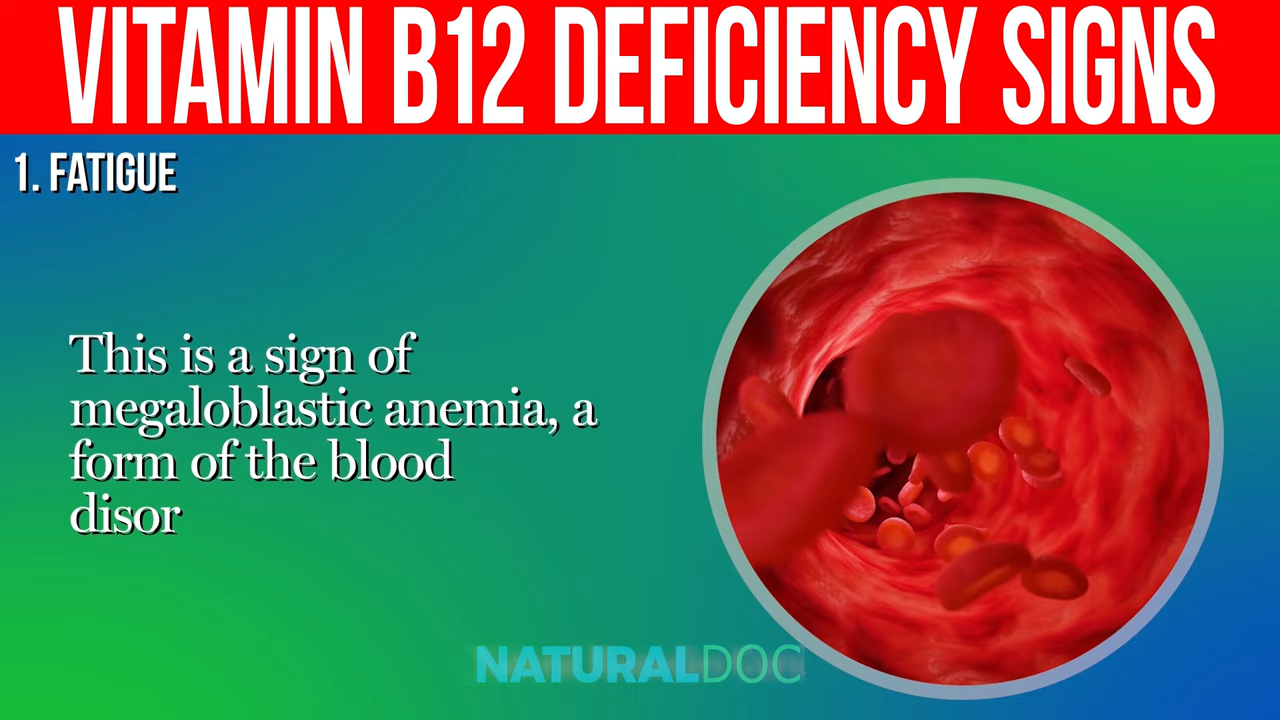 VITAMIN B12 DEFICIENCY SIGNS
1. FATIGUE
This is a sign of
megaloblastic anemia, a
form of the blood
disor
NATURALDOC